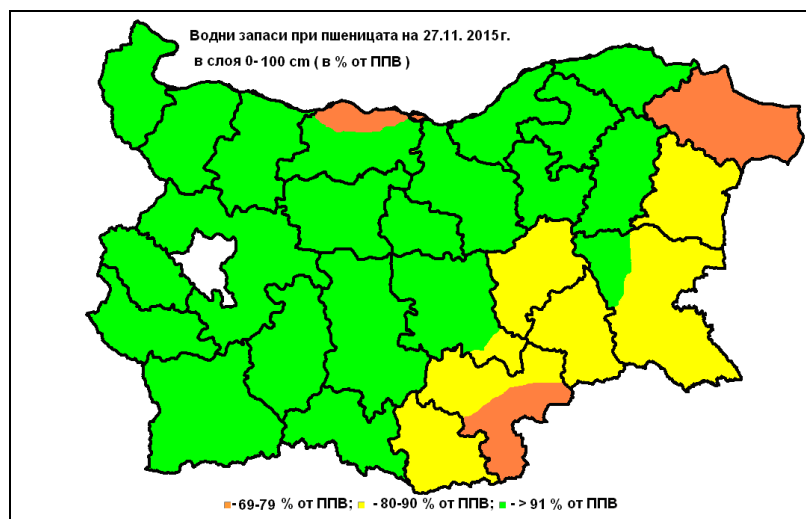 Водни запаси при пшеницата на 27.11. 2015г.
в слоя 0-100 cm ( в % от ППВ )
-69-79 % от ППВ; -80-90 % от ППВ; -> 91 % от ППВ